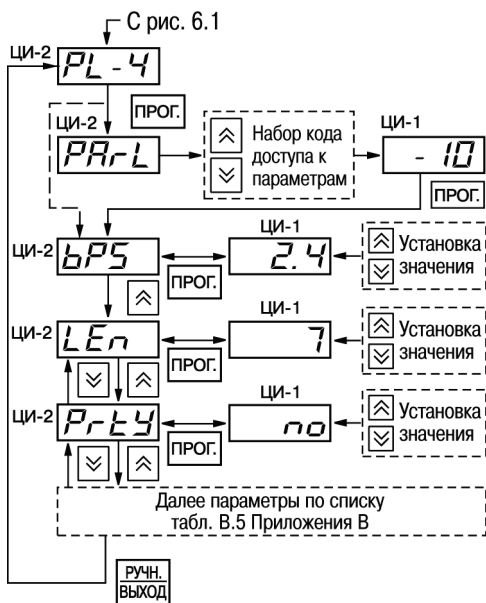 С рис. 6.1
ЦИ-2
PL-4
ПРОГ.
ЦИ-2
PArL
Набор кода
доступа к
параметрам
ЦИ-1
- 10
ПРОГ.
ЦИ-2
bPS
ПРОГ.
ЦИ-1
2.4
Установка
значения
ЦИ-2
LEn
ПРОГ.
ЦИ-1
7
Установка
значения
ЦИ-2
PrtY
ПРОГ.
ЦИ-1
no
Установка
значения
Далее параметры по списку
табл. В.5 Приложения В
РУЧН.
ВЫХОД